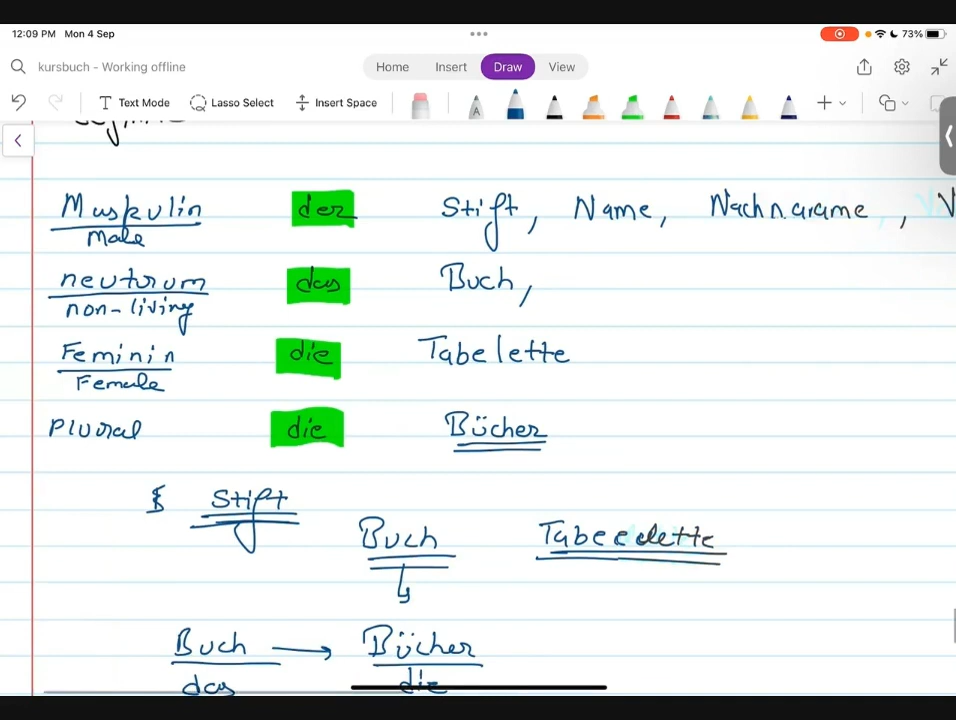 12:09 PM Mon 4 Sep
73%
kursbuch - Working offline
Home Insert Draw View
Text Mode Lasso Select Insert Space
Muskulin der Stift, Name, Nachname,
Male
neutrum das Buch,
non-living
Feminin die Tabelette
Female
Plural die Bücher
Stift
Buch Tabeelette
Buch → Bücher
das die